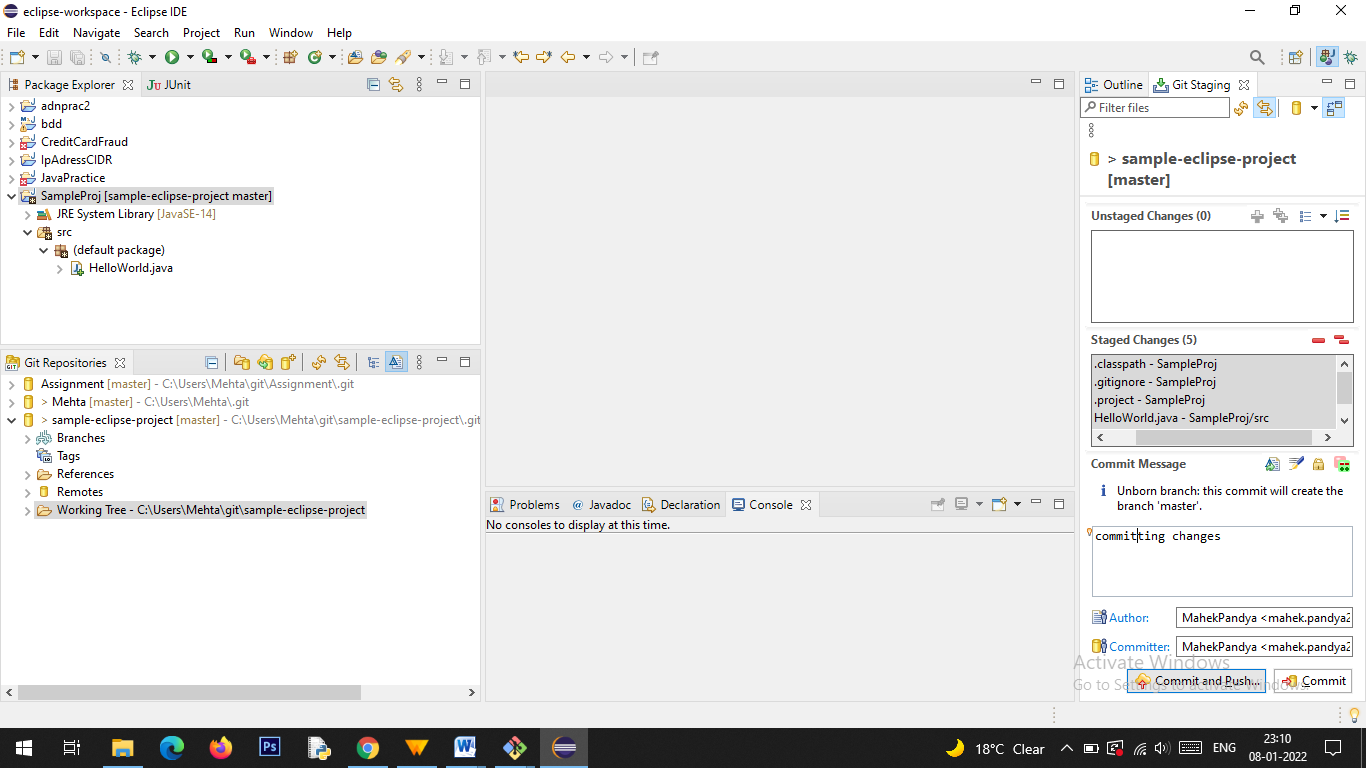 eclipse-workspace - Eclipse IDE
File Edit Navigate Search Project Run Window Help
Package Explorer
JUnit
adnprac2
bdd
CreditCardFraud
IpAdressCIDR
JavaPractice
SampleProj [sample-eclipse-project master]
JRE System Library [JavaSE-14]
src
(default package)
HelloWorld.java
Git Repositories
Assignment [master] - C:\Users\Mehta\git\Assignment\.git
> Mehta [master] - C:\Users\Mehta\.git
> sample-eclipse-project [master] - C:\Users\Mehta\git\sample-eclipse-project\.git
Branches
Tags
References
Remotes
Working Tree - C:\Users\Mehta\git\sample-eclipse-project
Problems @ Javadoc Declaration Console
No consoles to display at this time.
Outline Git Staging
Filter files
> sample-eclipse-project
[master]
Unstaged Changes (0)
Staged Changes (5)
.classpath - SampleProj
.gitignore - SampleProj
.project - SampleProj
HelloWorld.java - SampleProj/src
Commit Message
Unborn branch: this commit will create the
branch 'master'.
committing changes
Author: MahekPandya <mahek.pandya2
Committer: MahekPandya <mahek.pandya2
Activate Windows
Go to Settings to activate Windows.
Commit and Push... Commit
Ps
W
18°C Clear
ENG
23:10
08-01-2022